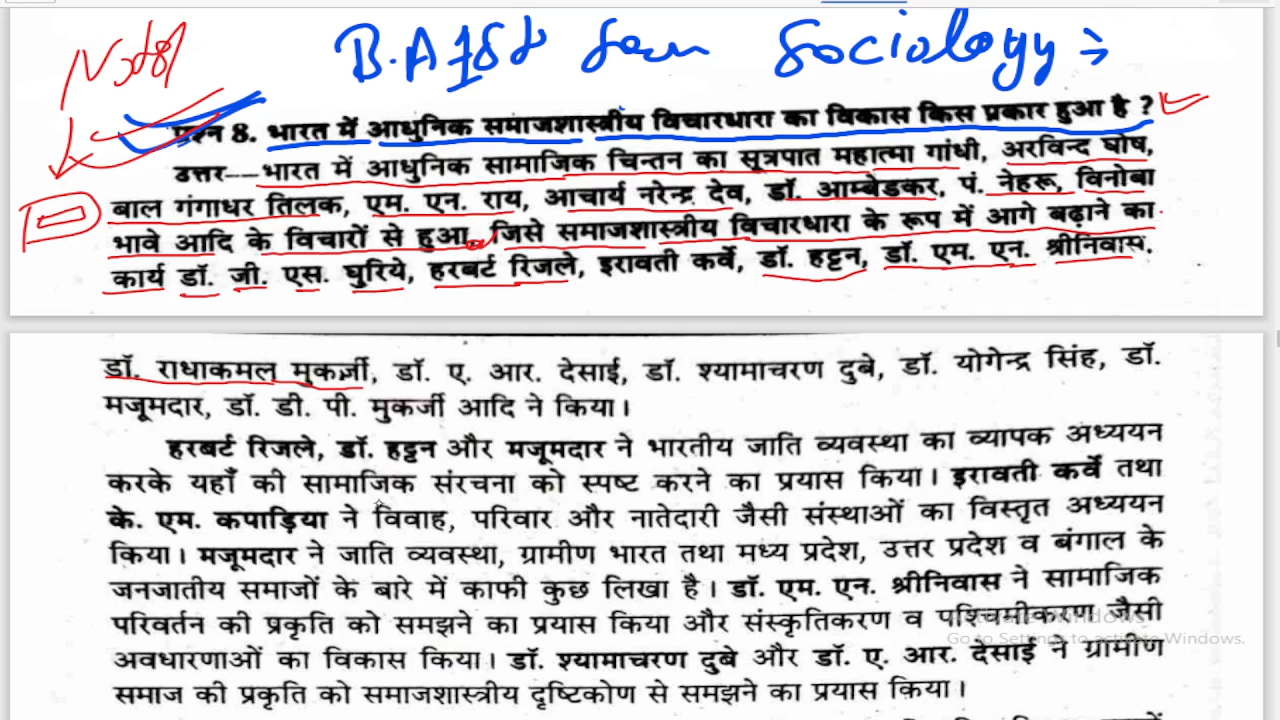 B.A 1st Sem Sociology
प्रश्न 8. भारत में आधुनिक समाजशास्त्रीय विचारधारा का विकास किस प्रकार हुआ है ?
उत्तर—भारत में आधुनिक सामाजिक चिन्तन का सूत्रपात महात्मा गांधी, अरविन्द घोष,
बाल गंगाधर तिलक, एम. एन. राय, आचार्य नरेन्द्र देव, डॉ. आम्बेडकर, पं. नेहरू, विनोबा
भावे आदि के विचारों से हुआ, जिसे समाजशास्त्रीय विचारधारा के रूप में आगे बढ़ाने का
कार्य डॉ. जी. एस. घुरिये, हरबर्ट रिजले, इरावती कर्वे, डॉ. हट्टन, डॉ. एम. एन. श्रीनिवास.
डॉ. राधाकमल मुकर्जी, डॉ. ए. आर. देसाई, डॉ. श्यामाचरण दुबे, डॉ. योगेन्द्र सिंह, डॉ.
मजूमदार, डॉ. डी. पी. मुकर्जी आदि ने किया।
हरबर्ट रिजले, डॉ. हट्टन और मजूमदार ने भारतीय जाति व्यवस्था का व्यापक अध्ययन
करके यहाँ की सामाजिक संरचना को स्पष्ट करने का प्रयास किया। इरावती कर्वे तथा
के. एम. कपाड़िया ने विवाह, परिवार और नातेदारी जैसी संस्थाओं का विस्तृत अध्ययन
किया। मजूमदार ने जाति व्यवस्था, ग्रामीण भारत तथा मध्य प्रदेश, उत्तर प्रदेश व बंगाल के
जनजातीय समाजों के बारे में काफी कुछ लिखा है। डॉ. एम. एन. श्रीनिवास ने सामाजिक
परिवर्तन की प्रकृति को समझने का प्रयास किया और संस्कृतिकरण व पश्चिमीकरण जैसी
Go to Settings to activate Windows.
अवधारणाओं का विकास किया। डॉ. श्यामाचरण दुबे और डॉ. ए. आर. देसाई ने ग्रामीण
समाज की प्रकृति को समाजशास्त्रीय दृष्टिकोण से समझने का प्रयास किया।